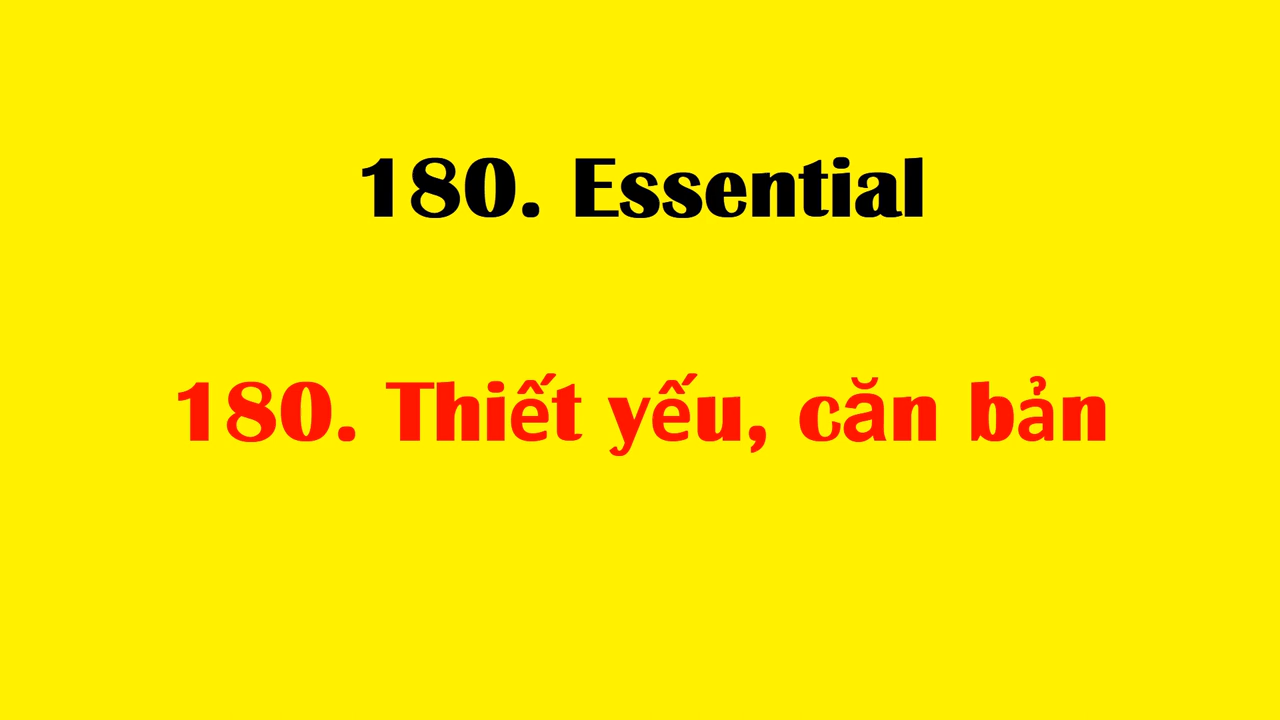 180. Essential
180. Thiết yếu, căn bản